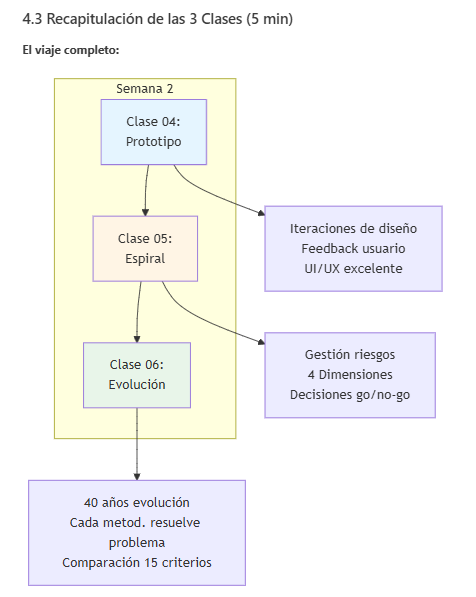 4.3 Recapitulación de las 3 Clases (5 min)
El viaje completo:
Semana 2
Clase 04:
Prototipo
Iteraciones de diseño
Feedback usuario
UI/UX excelente
Clase 05:
Espiral
Gestión riesgos
4 Dimensiones
Decisiones go/no-go
Clase 06:
Evolución
40 años evolución
Cada metod. resuelve
problema
Comparación 15 criterios